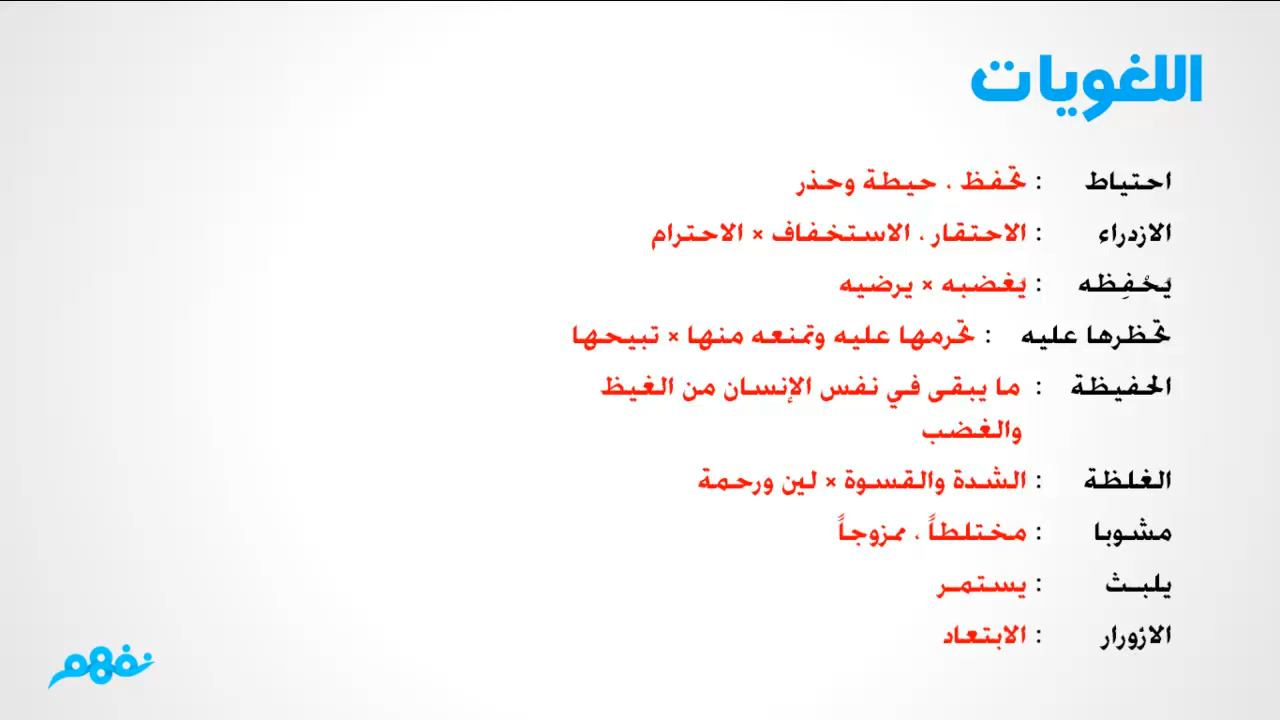 اللغويات
احتياط : تحفظ ، حيطة وحذر
الازدراء : الاحتقار ، الاستخفاف × الاحترام
يَحْفِظه : يغضبه × يرضيه
تحظرها عليه : تحرمها عليه وتمنعه منها × تبيحها
الحفيظة : ما يبقى في نفس الإنسان من الغيظ
والغضب
الغلظة : الشدة والقسوة × لين ورحمة
مشوبا : مختلطاً ، ممزوجاً
يلبث : يستمر
الازورار : الابتعاد
نفهم